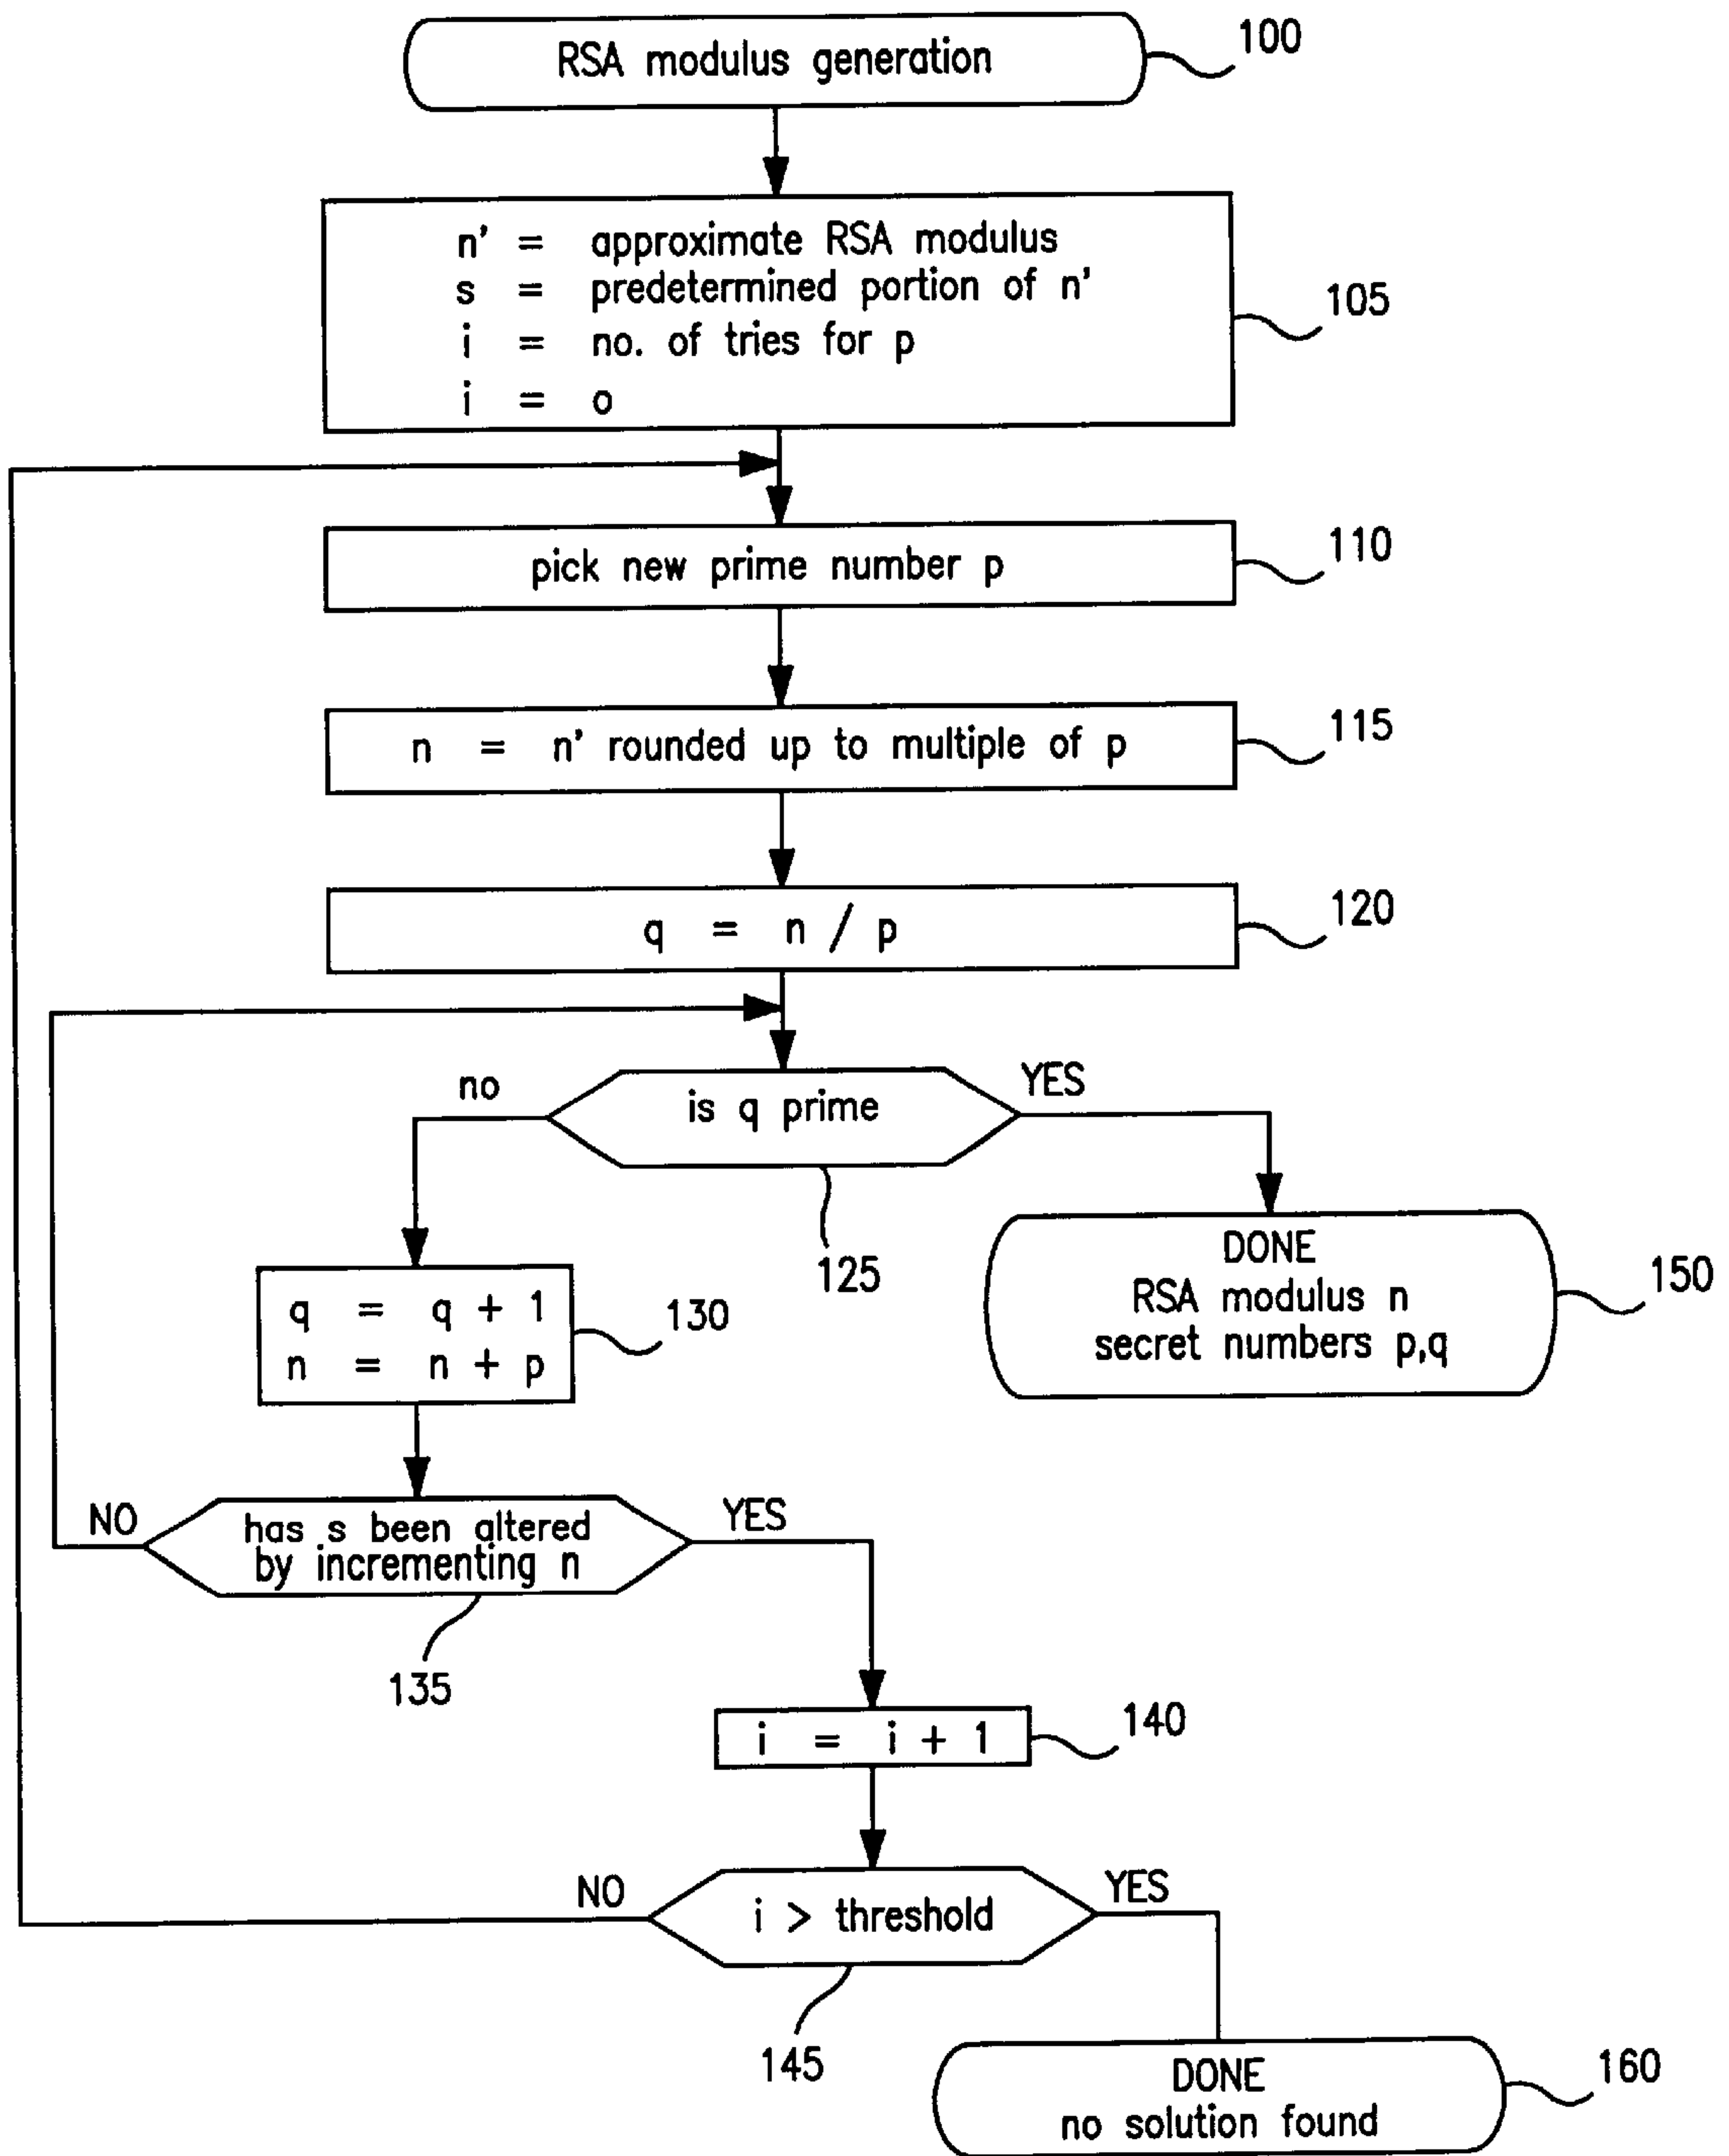 RSA modulus generation
100
n' = approximate RSA modulus
s = predetermined portion of n'
i = no. of tries for p
i = o
105
pick new prime number p
110
n = n' rounded up to multiple of p
115
q = n / p
120
no
is q prime
YES
125
q = q + 1
n = n + p
130
DONE
RSA modulus n
secret numbers p,q
150
NO
has s been altered
by incrementing n
YES
135
i = i + 1
140
NO
i > threshold
YES
145
DONE
no solution found
160